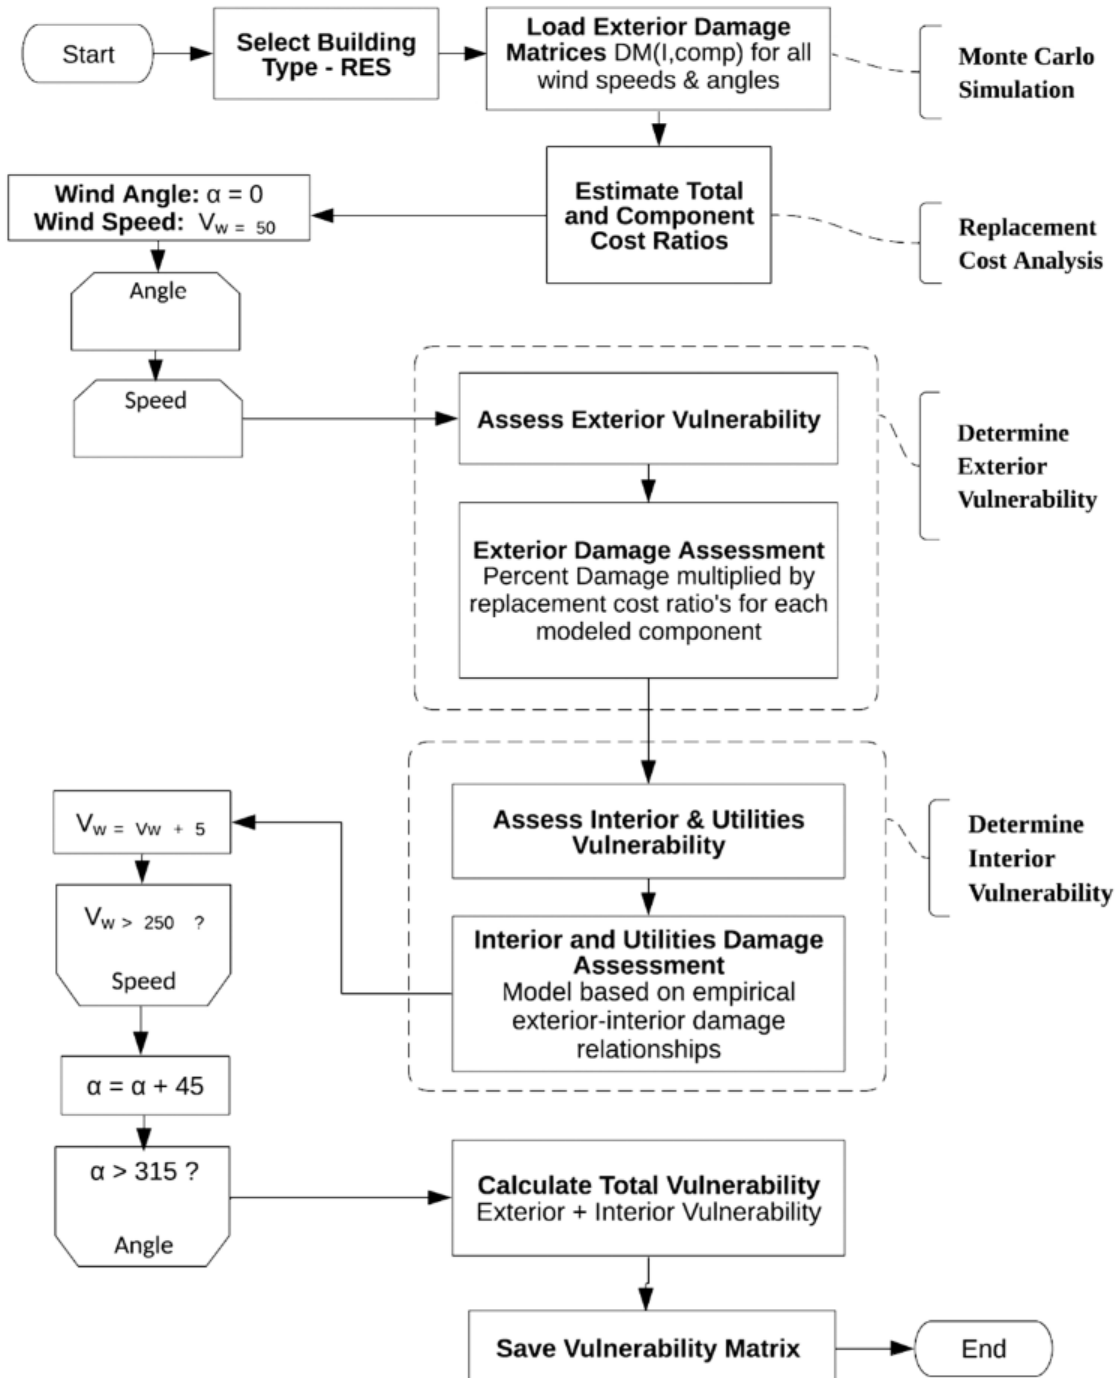 Start
Select Building
Type - RES
Load Exterior Damage
Matrices DM(I,comp) for all
wind speeds & angles
Monte Carlo
Simulation
Estimate Total
and Component
Cost Ratios
Replacement
Cost Analysis
Wind Angle: α = 0
Wind Speed: Vw = 50
Angle
Speed
Assess Exterior Vulnerability
Exterior Damage Assessment
Percent Damage multiplied by
replacement cost ratio's for each
modeled component
Determine
Exterior
Vulnerability
Assess Interior & Utilities
Vulnerability
Interior and Utilities Damage
Assessment
Model based on empirical
exterior-interior damage
relationships
Determine
Interior
Vulnerability
Vw = Vw + 5
Vw > 250 ?
Speed
α = α + 45
α > 315 ?
Angle
Calculate Total Vulnerability
Exterior + Interior Vulnerability
Save Vulnerability Matrix
End